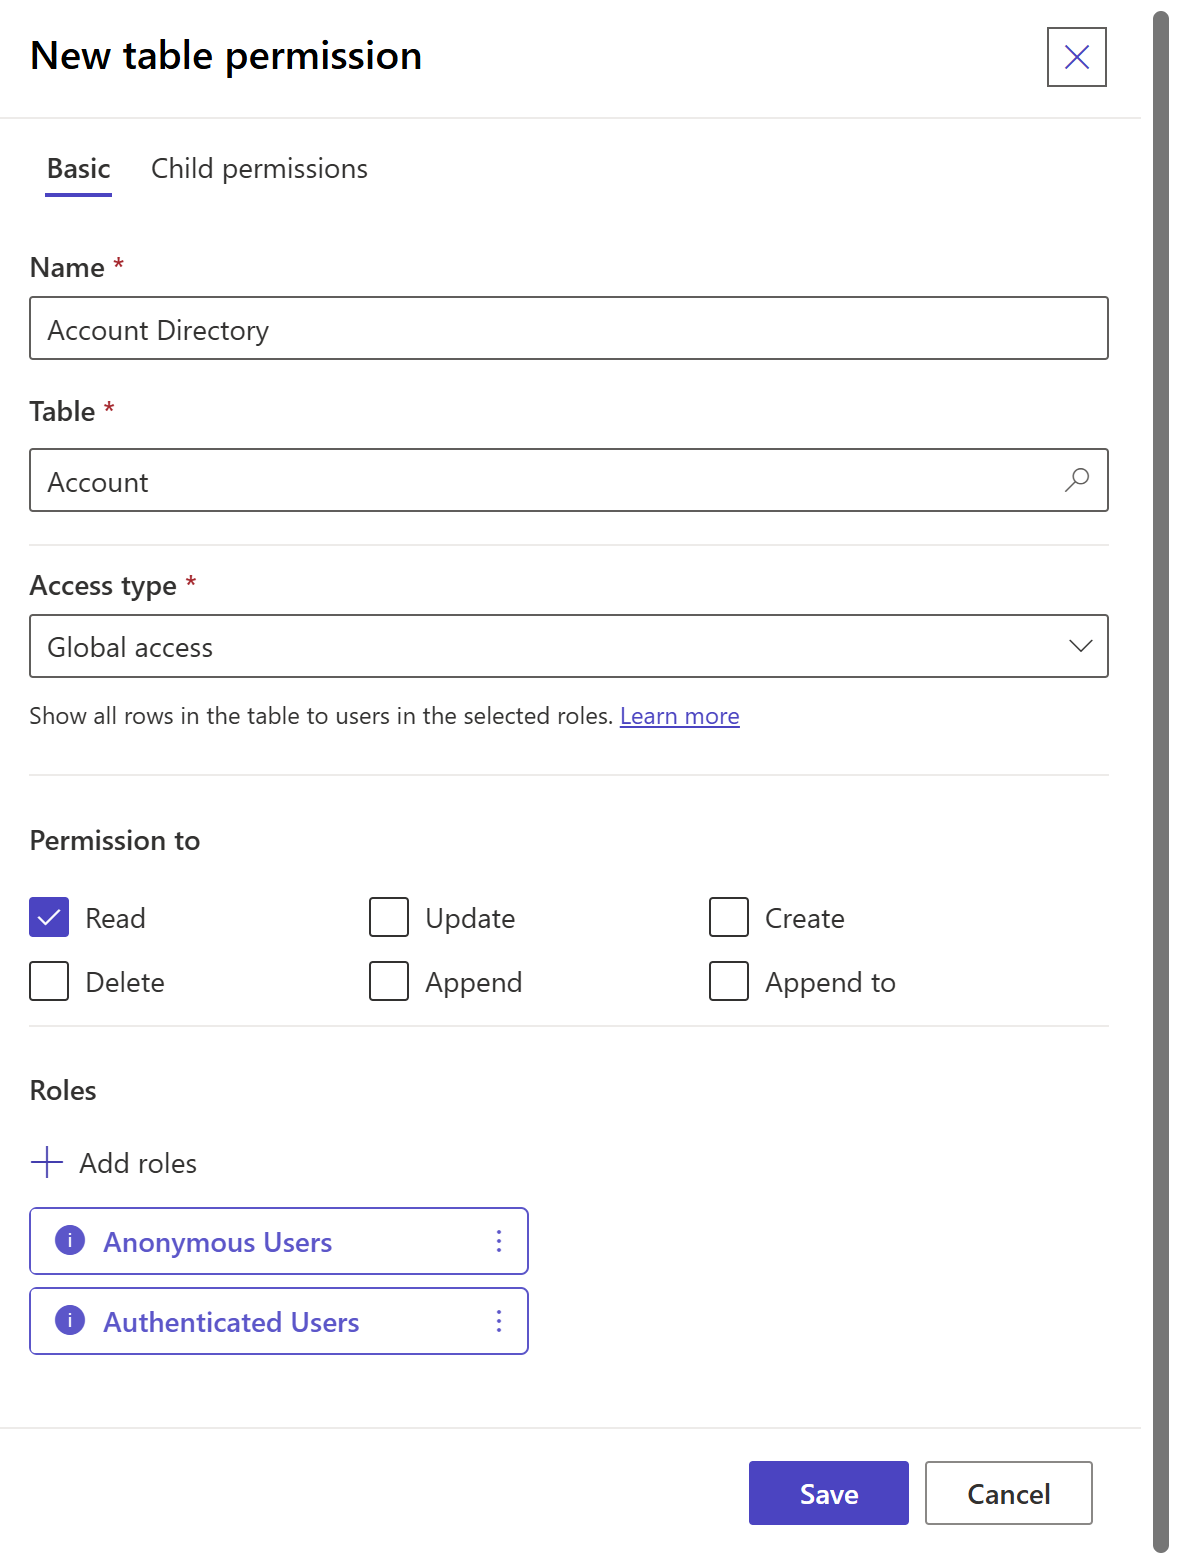 New table permission
Basic Child permissions
Name *
Account Directory
Table *
Account
Access type *
Global access
Show all rows in the table to users in the selected roles. Learn more
Permission to
Read Update Create
Delete Append Append to
Roles
Add roles
Anonymous Users
Authenticated Users
Save Cancel